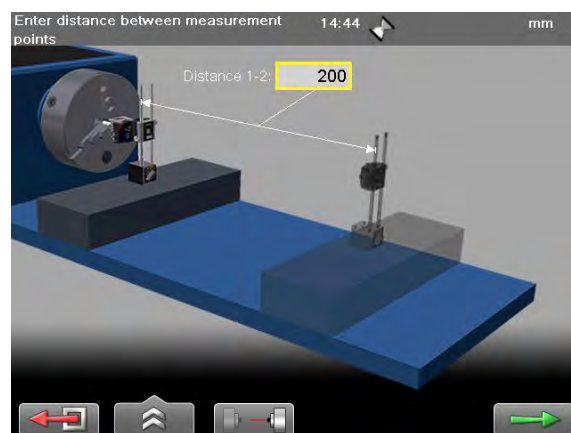 Enter distance between measurement
points
14:44
mm
Distance 1-2: 200